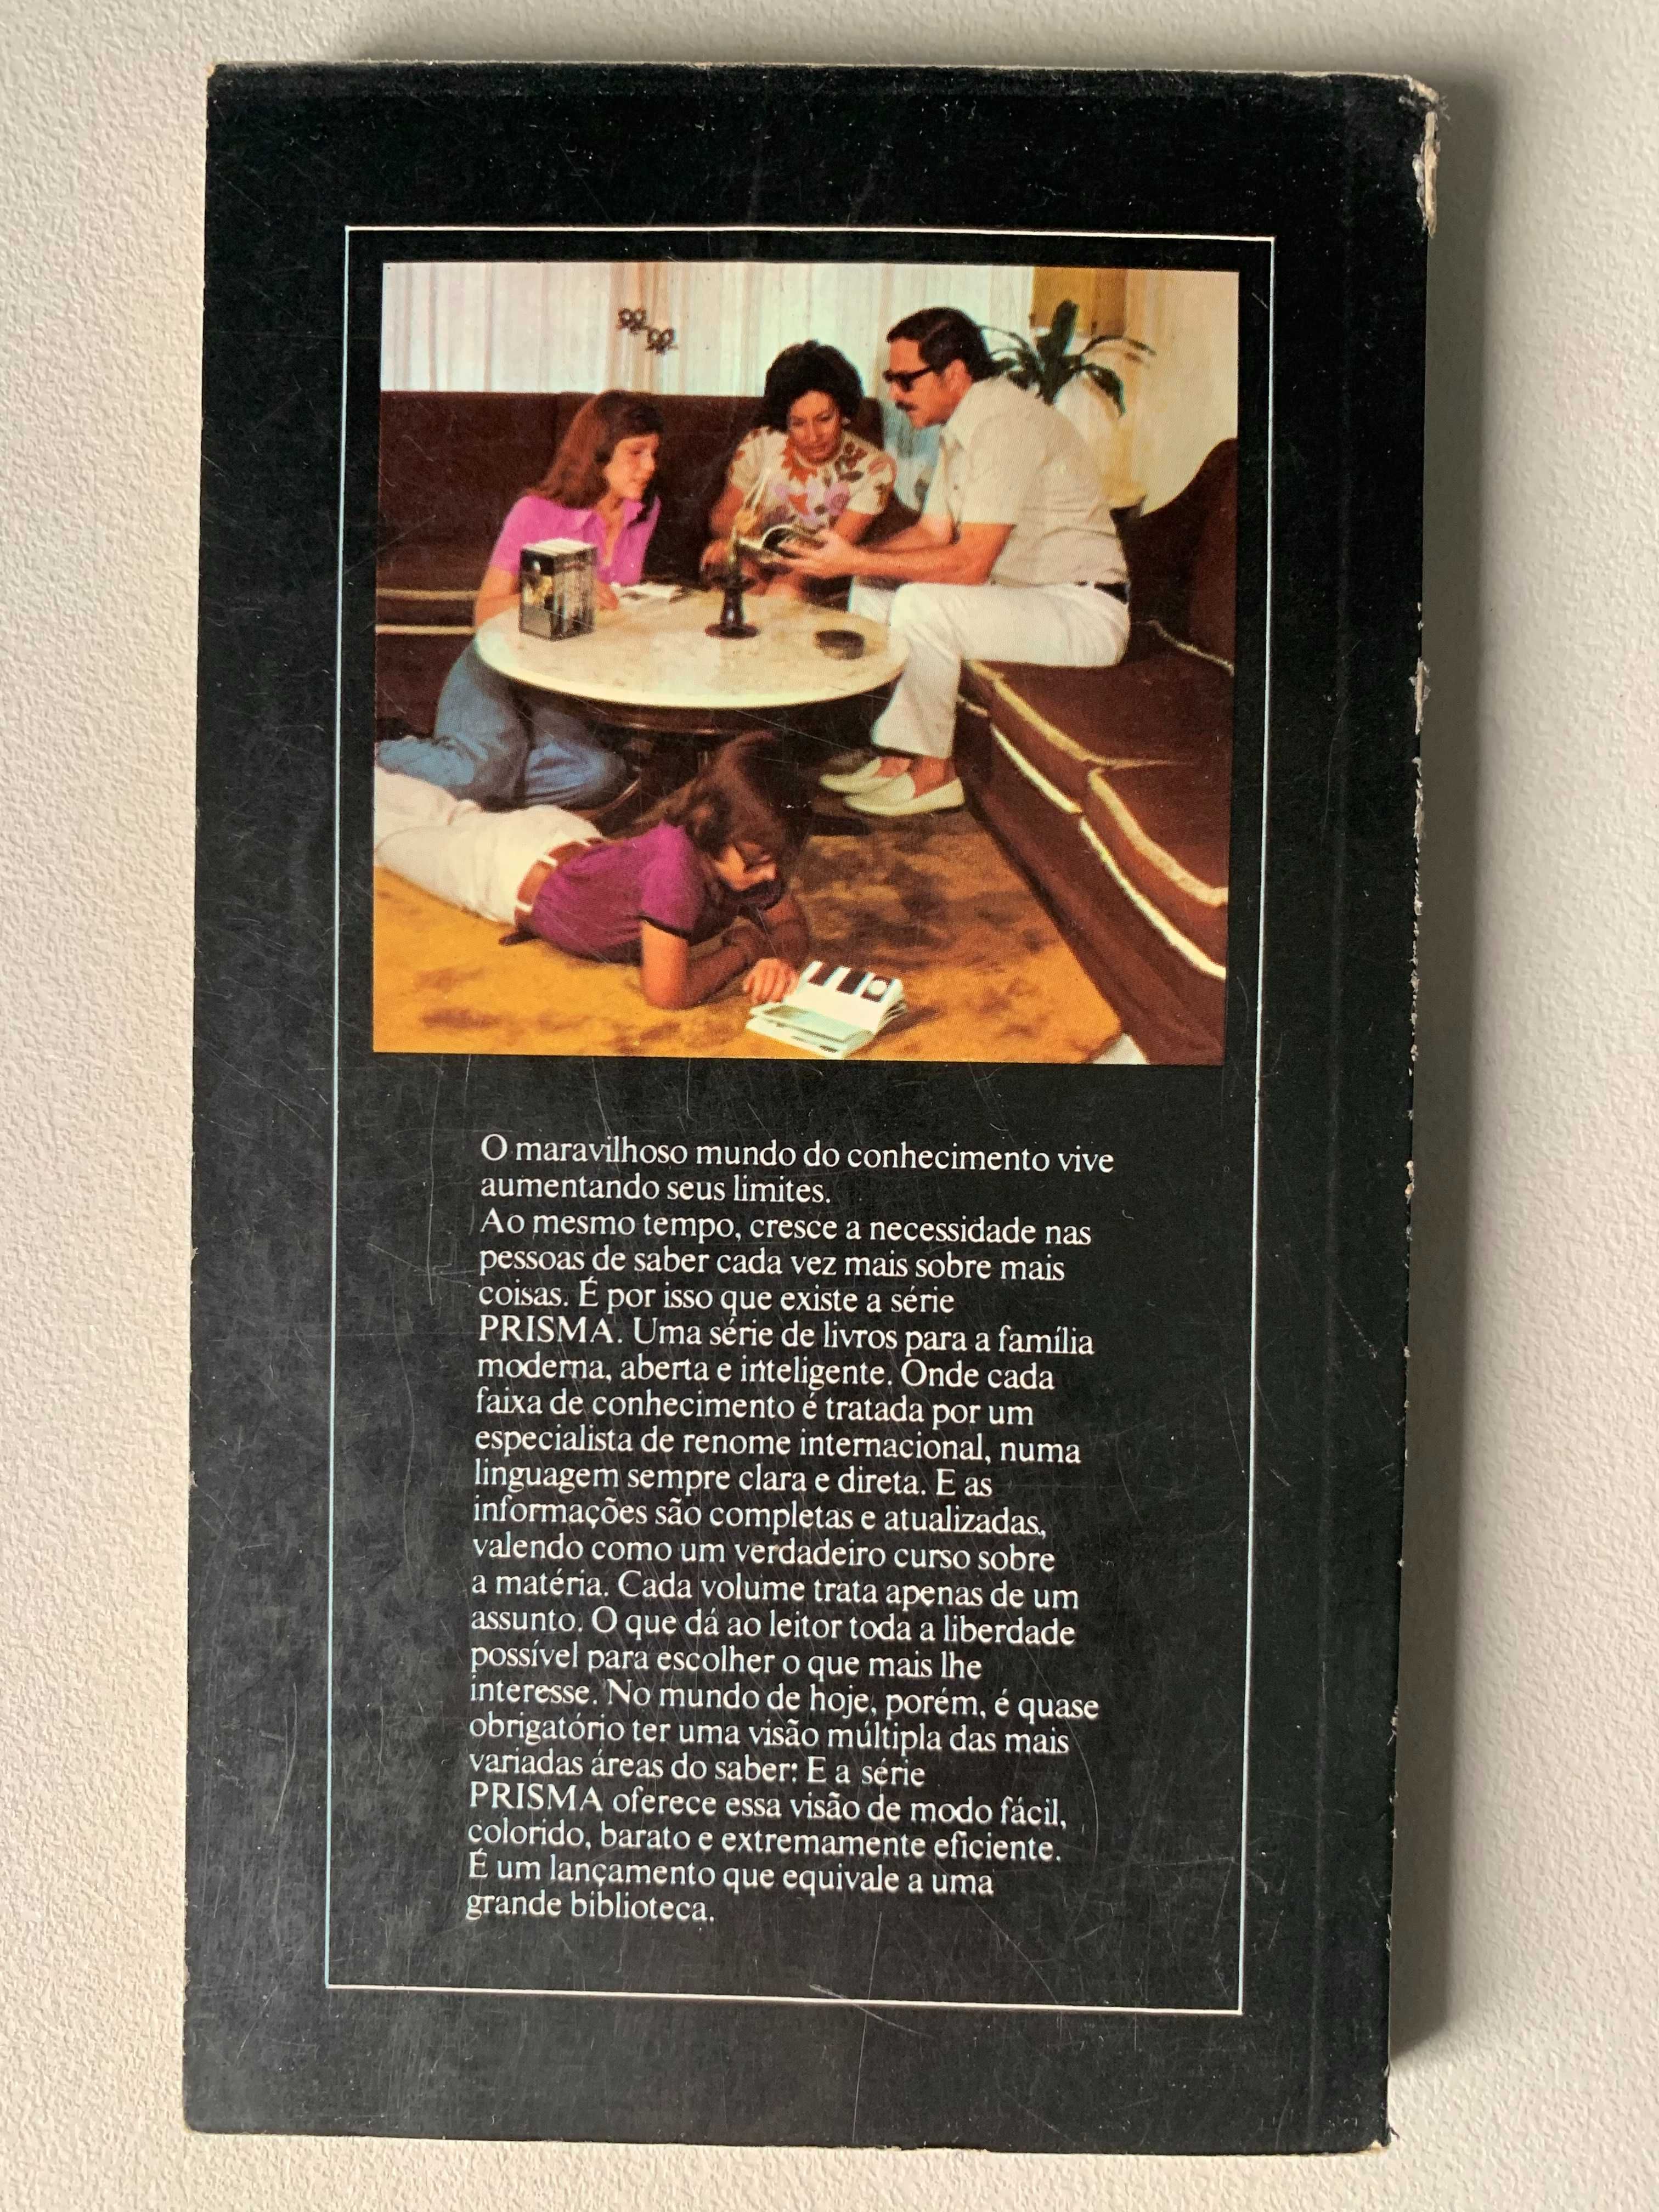 O maravilhoso mundo do conhecimento vive
aumentando seus limites.
Ao mesmo tempo, cresce a necessidade nas
pessoas de saber cada vez mais sobre mais
coisas. É por isso que existe a série
PRISMA. Uma série de livros para a família
moderna, aberta e inteligente. Onde cada
faixa de conhecimento é tratada por um
especialista de renome internacional, numa
linguagem sempre clara e direta. E as
informações são completas e atualizadas,
valendo como um verdadeiro curso sobre
a matéria. Cada volume trata apenas de um
assunto. O que dá ao leitor toda a liberdade
possível para escolher o que mais lhe
interesse. No mundo de hoje, porém, é quase
obrigatório ter uma visão múltipla das mais
variadas áreas do saber: E a série
PRISMA oferece essa visão de modo fácil,
colorido, barato e extremamente eficiente.
É um lançamento que equivale a uma
grande biblioteca.